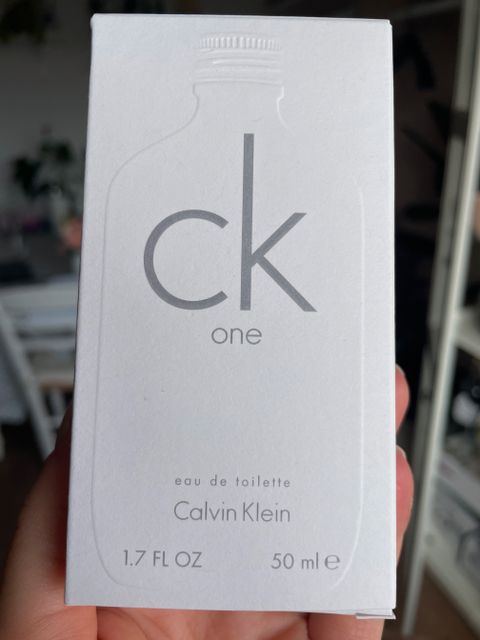 ck
one
eau de toilette
Calvin Klein
1.7 FL OZ 50 ml ℮